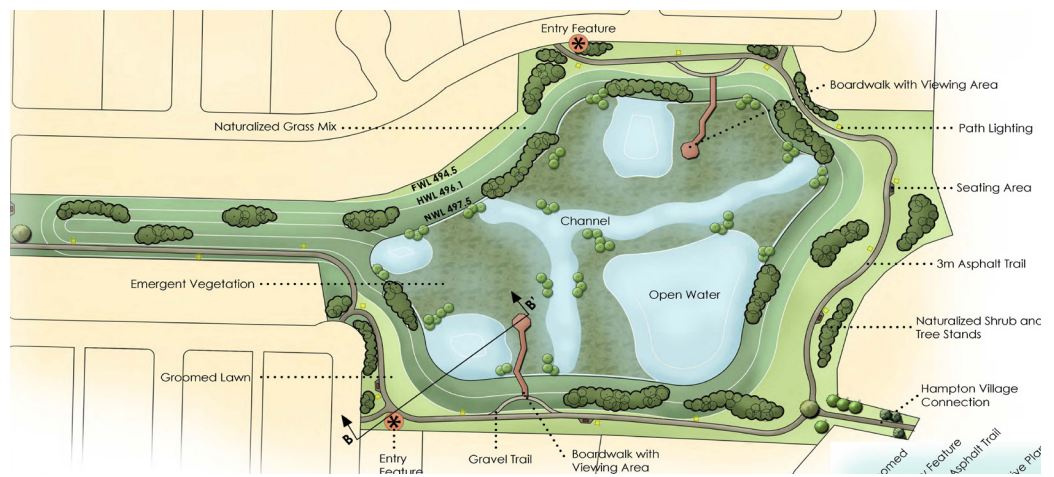 Entry Feature
Boardwalk with Viewing Area
Naturalized Grass Mix
Path Lighting
FWL 494.5
HWL 496.1
NWL 497.5
Seating Area
Channel
3m Asphalt Trail
Emergent Vegetation
Open Water
B'
Naturalized Shrub and
Tree Stands
Groomed Lawn
Hampton Village
Connection
B
Entry
Feature
Gravel Trail
Boardwalk with
Viewing Area
Feature
Asphalt Trail